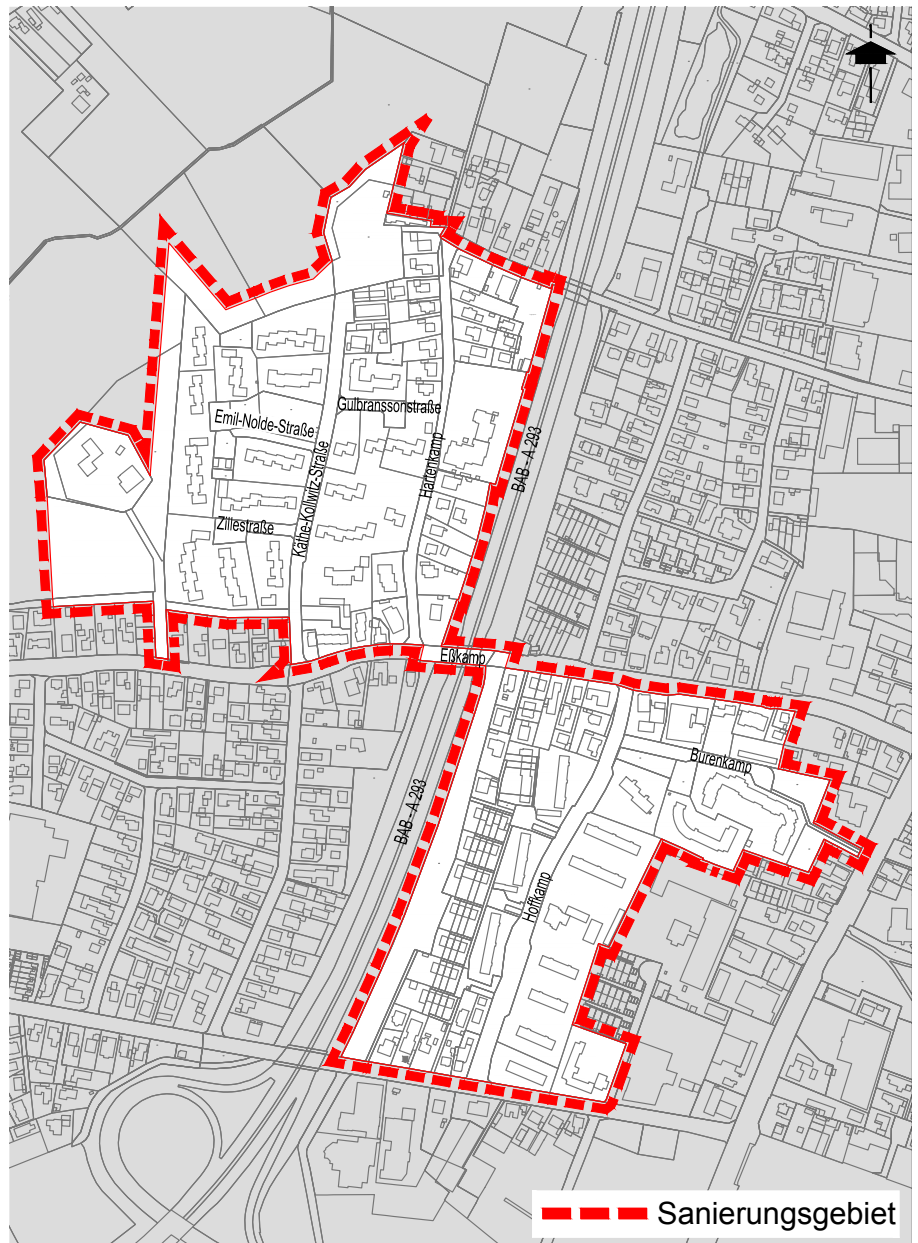 Gulbranssonstraße
Emil-Nolde-Straße
Hartenkamp
BAB - A 293
Käthe-Kollwitz-Straße
Zillestraße
Eßkamp
Burenkamp
BAB - A 293
Hoffkamp
Sanierungsgebiet